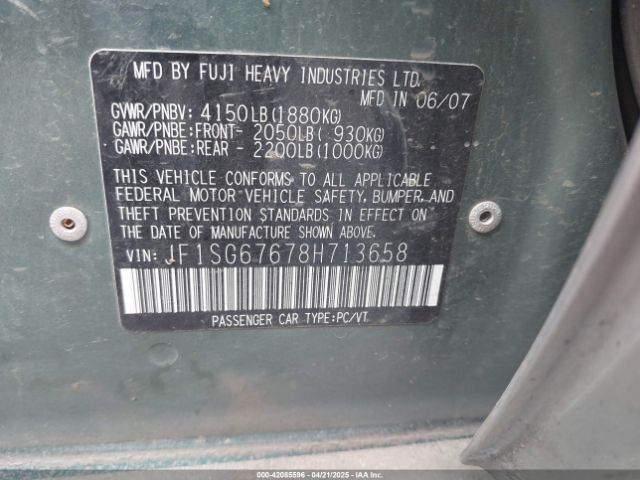 MFD BY FUJI HEAVY INDUSTRIES LTD.
MFD IN 06/07
GVWR/PNBV: 4150LB(1880KG)
GAWR/PNBE:FRONT- 2050LB( 930KG)
GAWR/PNBE:REAR - 2200LB(1000KG)
THIS VEHICLE CONFORMS TO ALL APPLICABLE
FEDERAL MOTOR VEHICLE SAFETY, BUMPER, AND
THEFT PREVENTION STANDARDS IN EFFECT ON
THE DATE OF MANUFACTURE SHOWN ABOVE.
VIN: JF1SG67678H713658
PASSENGER CAR TYPE:PC/VT
000-42085596 - 04/21/2025 - IAAI.COM